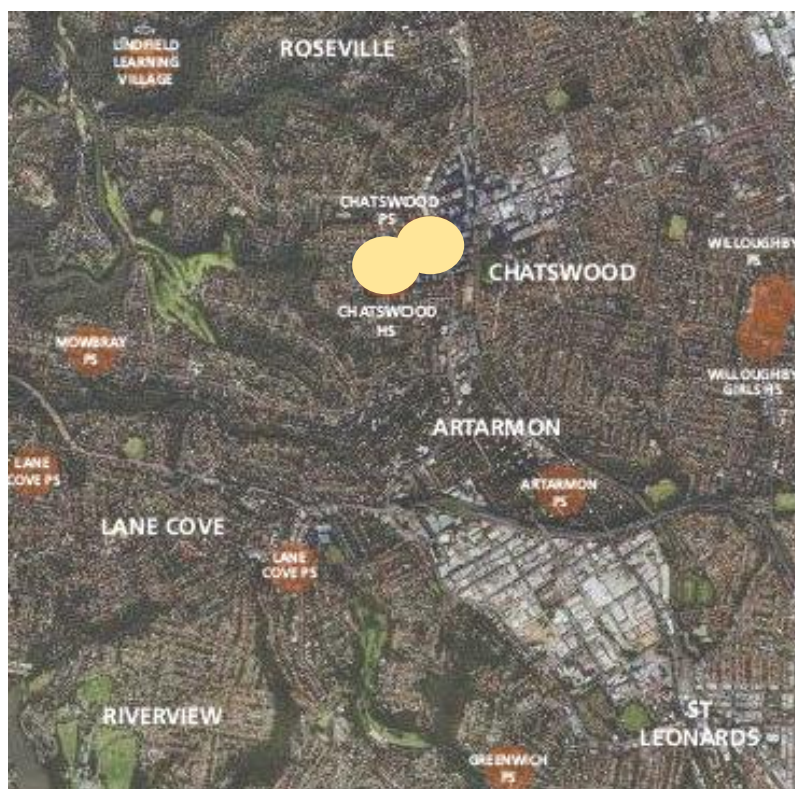 LINDFIELD
LEARNING
VILLAGE
ROSEVILLE
CHATSWOOD
PS
WILLOUGHBY
PS
CHATSWOOD
CHATSWOOD
HS
MOWBRAY
PS
WILLOUGHBY
GIRLS HS
ARTARMON
LANE
COVE PS
ARTARMON
PS
LANE COVE
LANE
COVE PS
RIVERVIEW
ST
LEONARDS
GREENWICH
PS